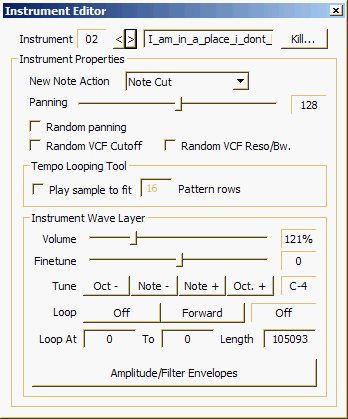 Instrument Editor
Instrument 02 < > I_am_in_a_place_i_dont_ Kill...
Instrument Properties
New Note Action Note Cut
Panning 128
Random panning
Random VCF Cutoff Random VCF Reso/Bw.
Tempo Looping Tool
Play sample to fit 16 Pattern rows
Instrument Wave Layer
Volume 121%
Finetune 0
Tune Oct - Note - Note + Oct. + C-4
Loop Off Forward Off
Loop At 0 To 0 Length 105093
Amplitude/Filter Envelopes